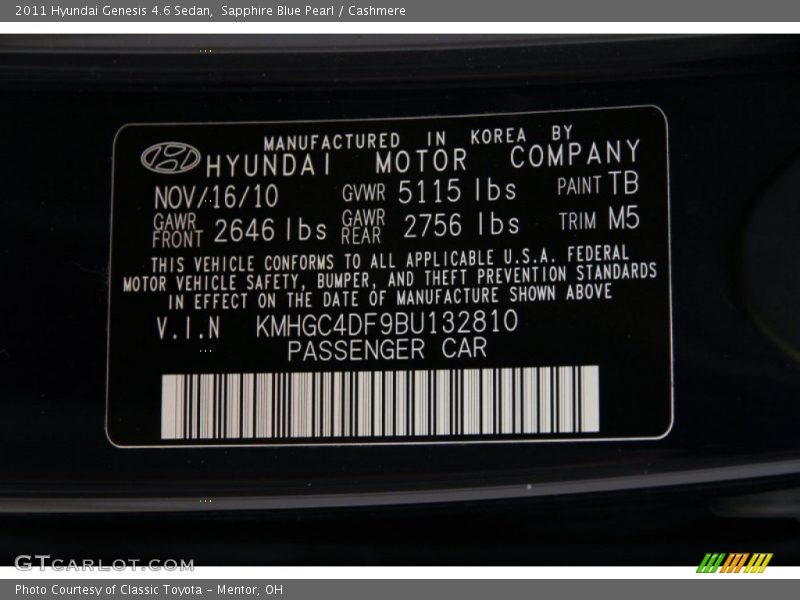 2011 Hyundai Genesis 4.6 Sedan,  Sapphire Blue Pearl / Cashmere
MANUFACTURED IN KOREA BY
HYUNDAI MOTOR COMPANY
NOV/16/10 GVWR 5115 lbs PAINT TB
GAWR FRONT 2646 lbs GAWR REAR 2756 lbs TRIM M5
THIS VEHICLE CONFORMS TO ALL APPLICABLE U.S.A. FEDERAL
MOTOR VEHICLE SAFETY, BUMPER, AND THEFT PREVENTION STANDARDS
IN EFFECT ON THE DATE OF MANUFACTURE SHOWN ABOVE
V.I.N KMHGC4DF9BU132810
PASSENGER CAR
GTCARLOT.COM
Photo Courtesy of Classic Toyota - Mentor, OH